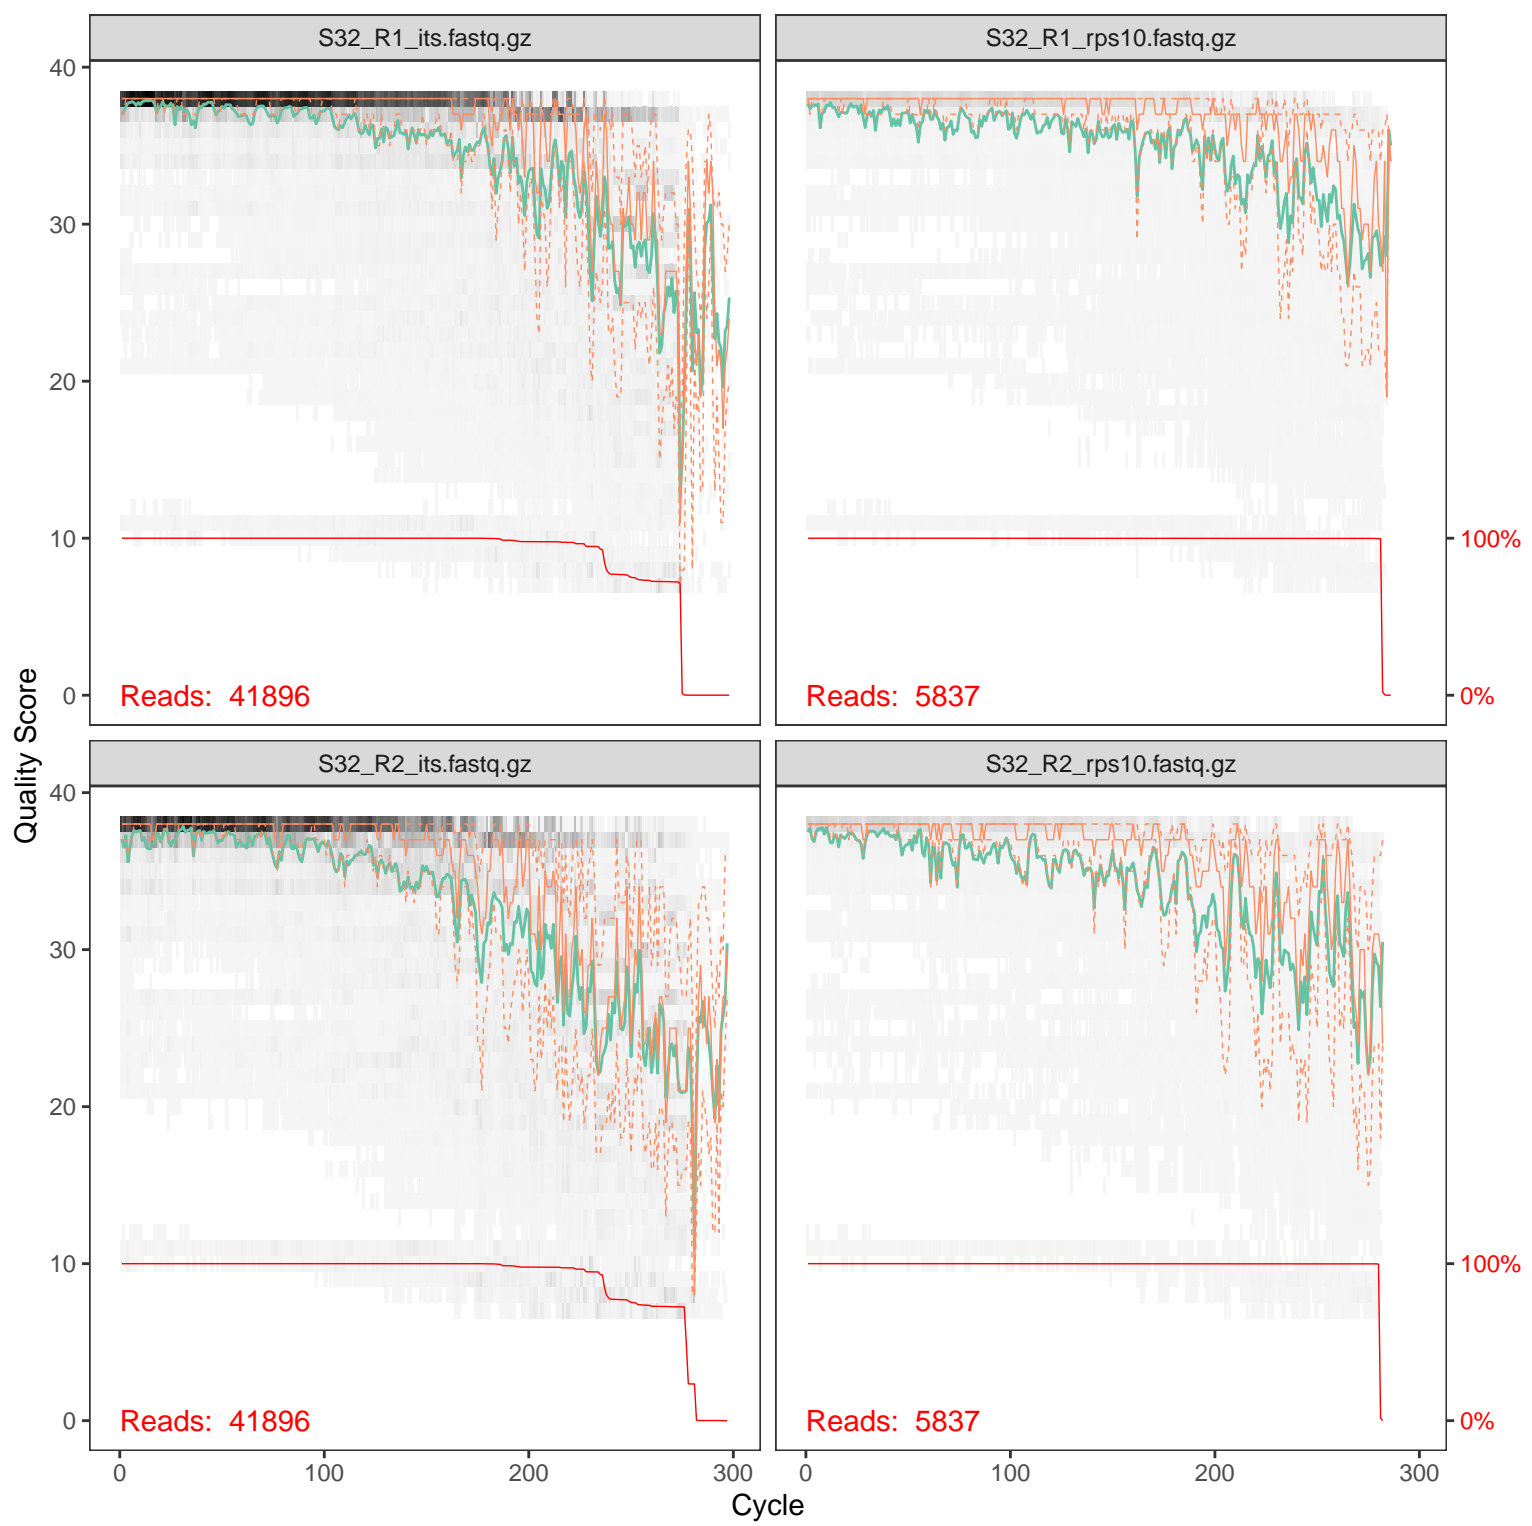 S32_R1_its.fastq.gz
S32_R1_rps10.fastq.gz
40
30
20
10
0
100%
0%
Reads: 41896
Reads: 5837
Quality Score
S32_R2_its.fastq.gz
S32_R2_rps10.fastq.gz
40
30
20
10
0
100%
0%
Reads: 41896
Reads: 5837
0 100 200 300 0 100 200 300
Cycle